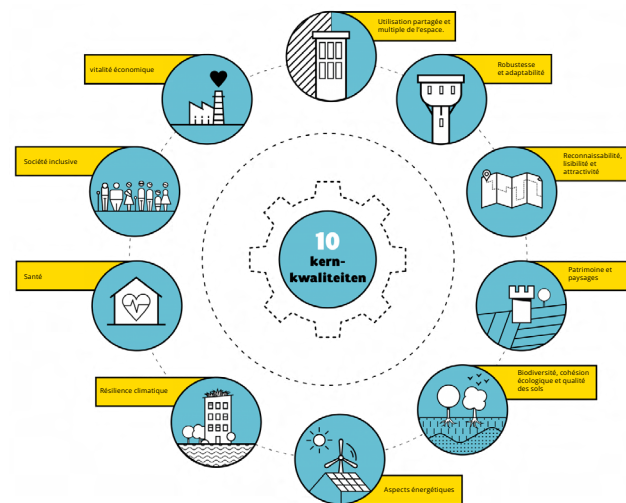 Utilisation partagée et
multiple de l'espace.
Robustesse
et adaptabilité
Reconnaissabilité,
lisibilité et
attractivité
Patrimoine et
paysages
Biodiversité, cohésion
écologique et qualité
des sols
Aspects énergétiques
Résilience climatique
Santé
Société inclusive
vitalité économique
10
kern-
kwaliteiten